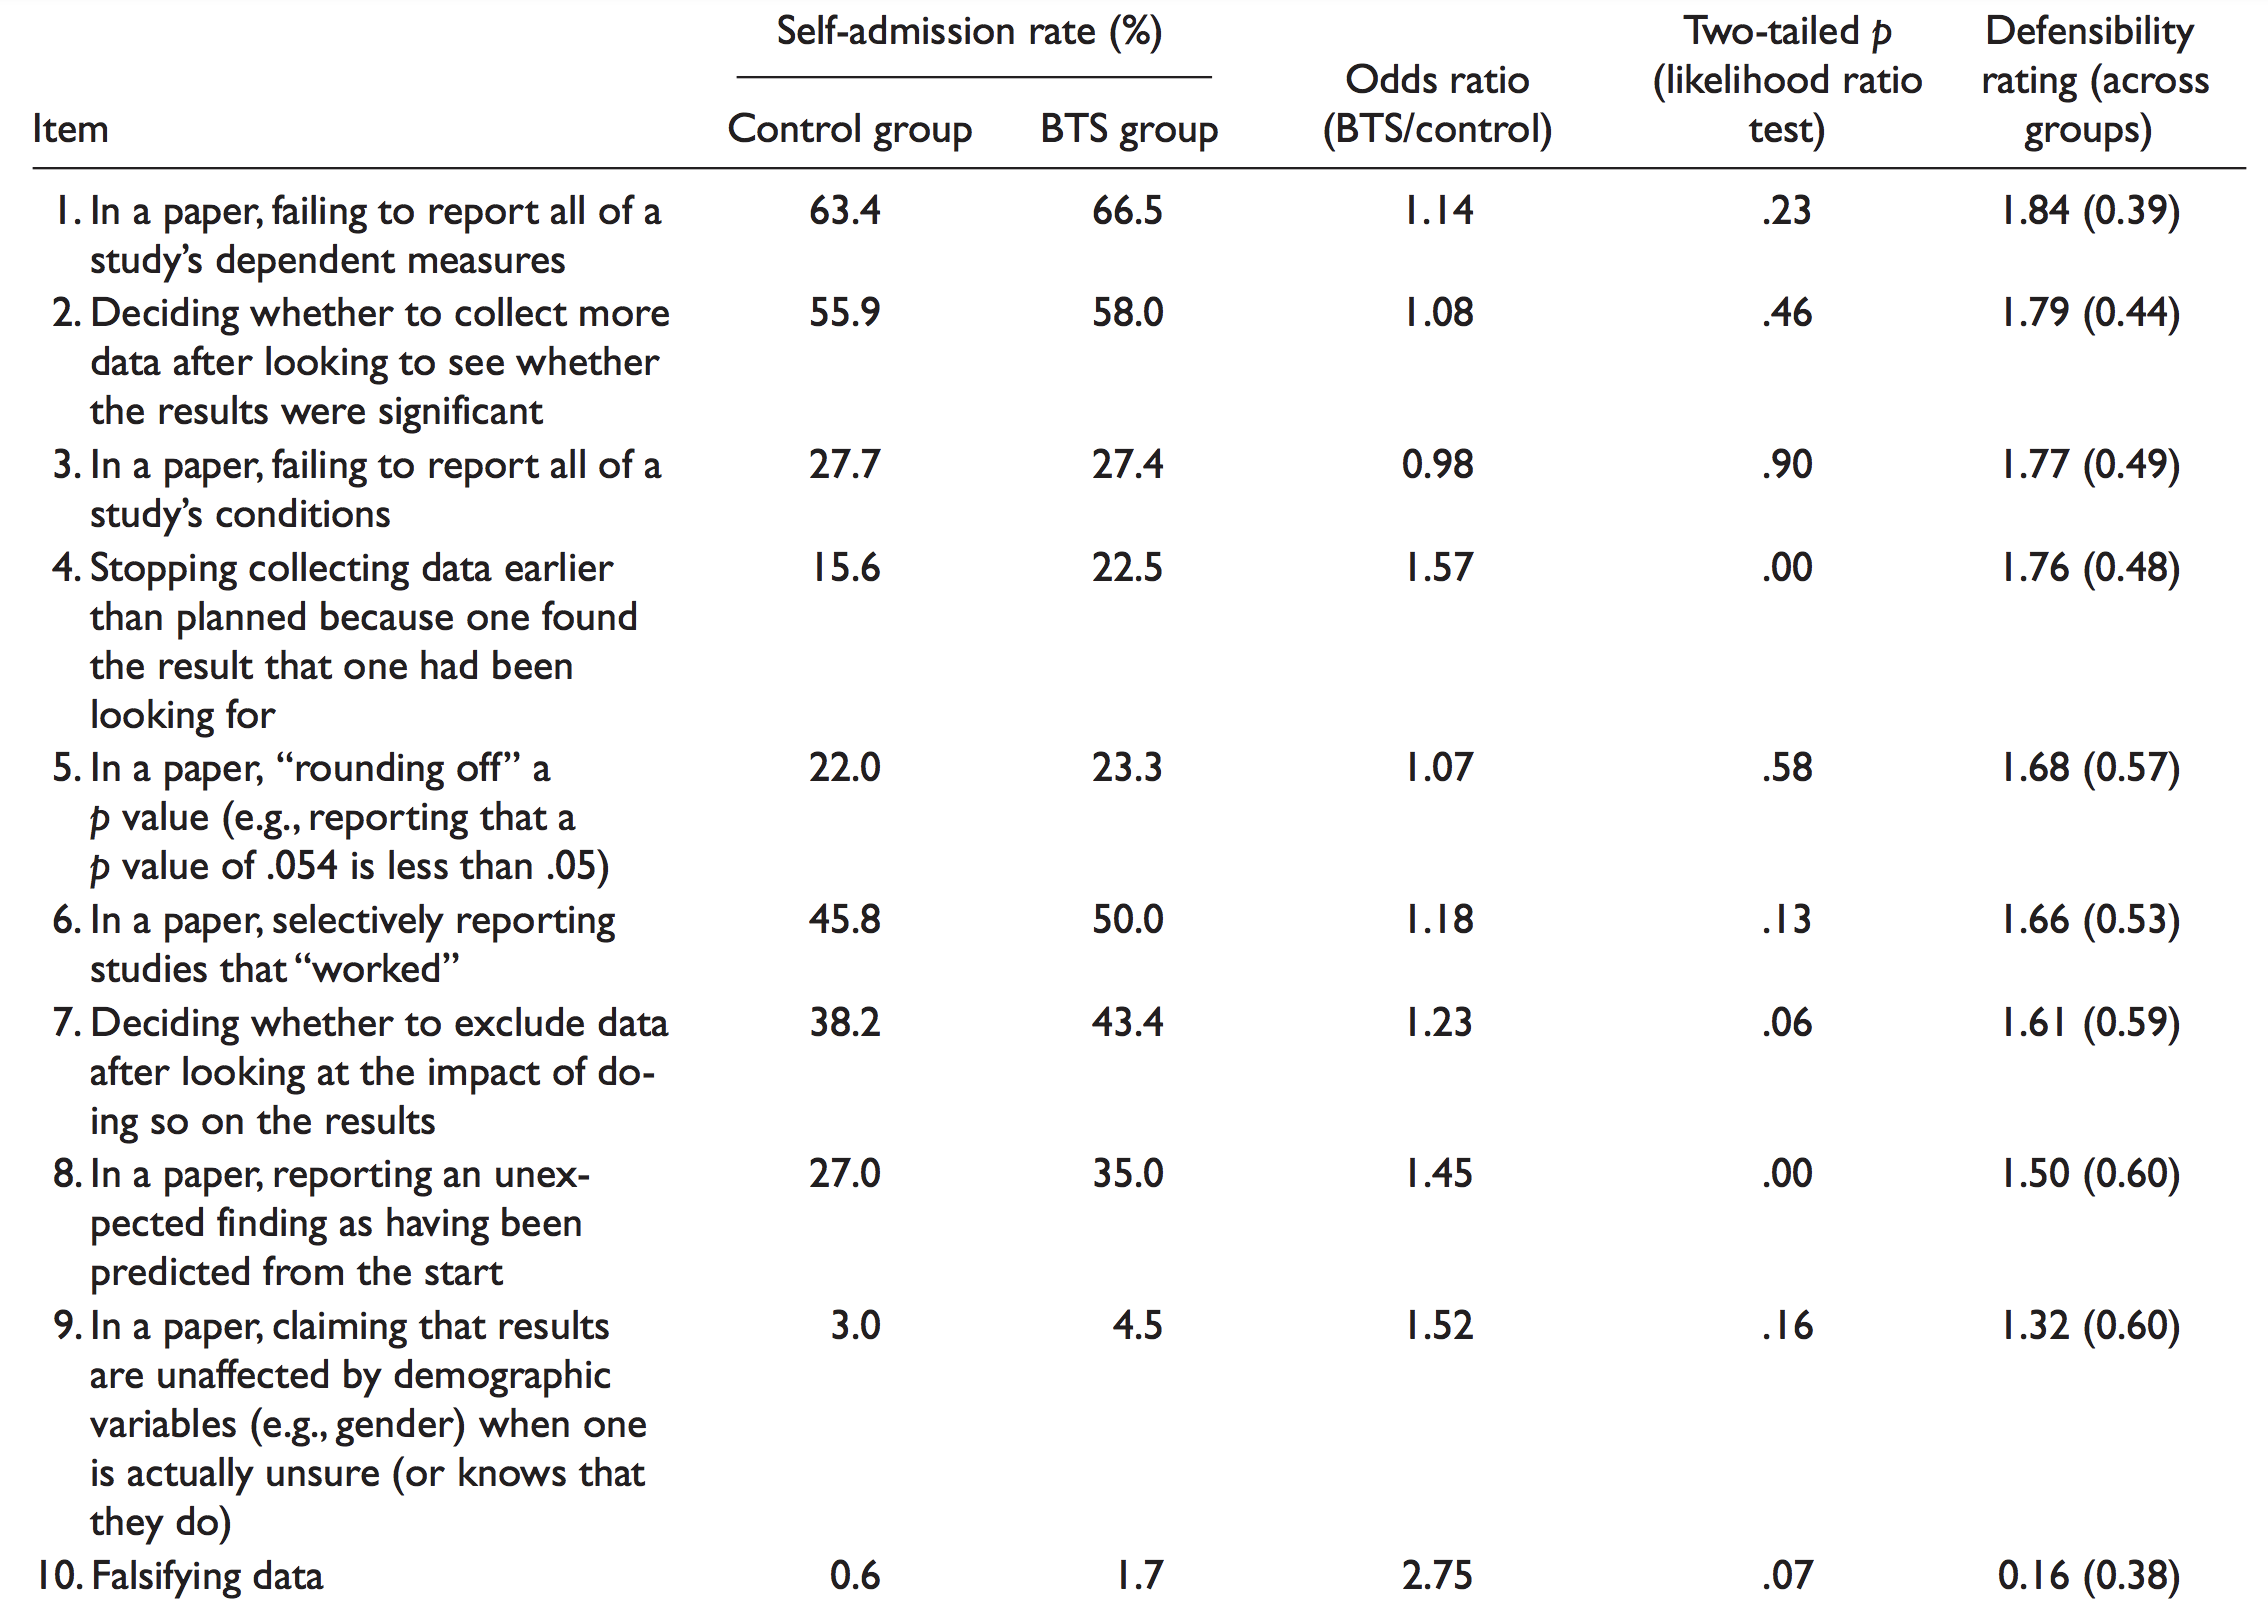 Self-admission rate (%)
Two-tailed p
Defensibility
Odds ratio
(likelihood ratio
rating (across
Item
Control group
BTS group
(BTS/control)
test)
groups)
1. In a paper, failing to report all of a 63.4 66.5 1.14 .23 1.84 (0.39)
study’s dependent measures
2. Deciding whether to collect more 55.9 58.0 1.08 .46 1.79 (0.44)
data after looking to see whether
the results were significant
3. In a paper, failing to report all of a 27.7 27.4 0.98 .90 1.77 (0.49)
study’s conditions
4. Stopping collecting data earlier 15.6 22.5 1.57 .00 1.76 (0.48)
than planned because one found
the result that one had been
looking for
5. In a paper, “rounding off” a 22.0 23.3 1.07 .58 1.68 (0.57)
p value (e.g., reporting that a
p value of .054 is less than .05)
6. In a paper, selectively reporting 45.8 50.0 1.18 .13 1.66 (0.53)
studies that “worked”
7. Deciding whether to exclude data 38.2 43.4 1.23 .06 1.61 (0.59)
after looking at the impact of do-
ing so on the results
8. In a paper, reporting an unex- 27.0 35.0 1.45 .00 1.50 (0.60)
pected finding as having been
predicted from the start
9. In a paper, claiming that results 3.0 4.5 1.52 .16 1.32 (0.60)
are unaffected by demographic
variables (e.g., gender) when one
is actually unsure (or knows that
they do)
10. Falsifying data 0.6 1.7 2.75 .07 0.16 (0.38)